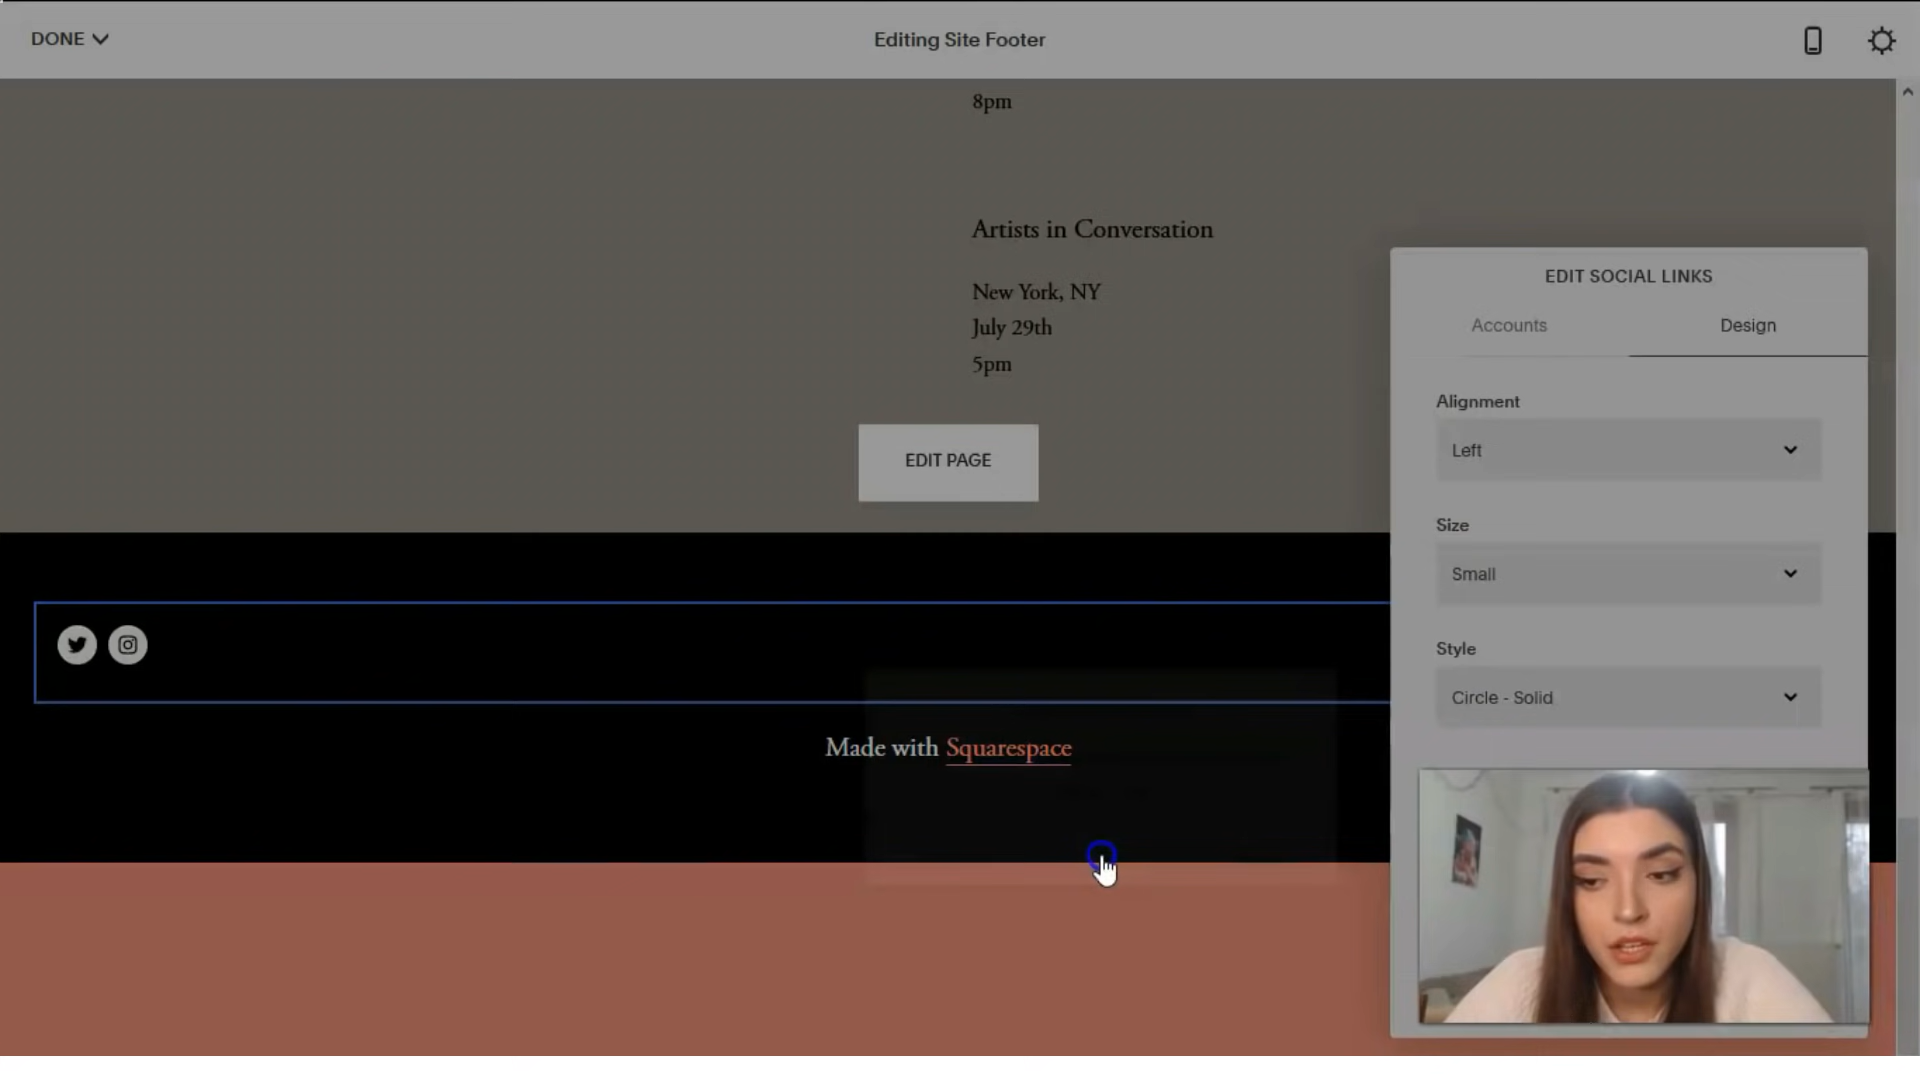 DONE
Editing Site Footer
8pm
Artists in Conversation
New York, NY
July 29th
5pm
EDIT PAGE
Made with Squarespace
EDIT SOCIAL LINKS
Accounts Design
Alignment
Left
Size
Small
Style
Circle - Solid